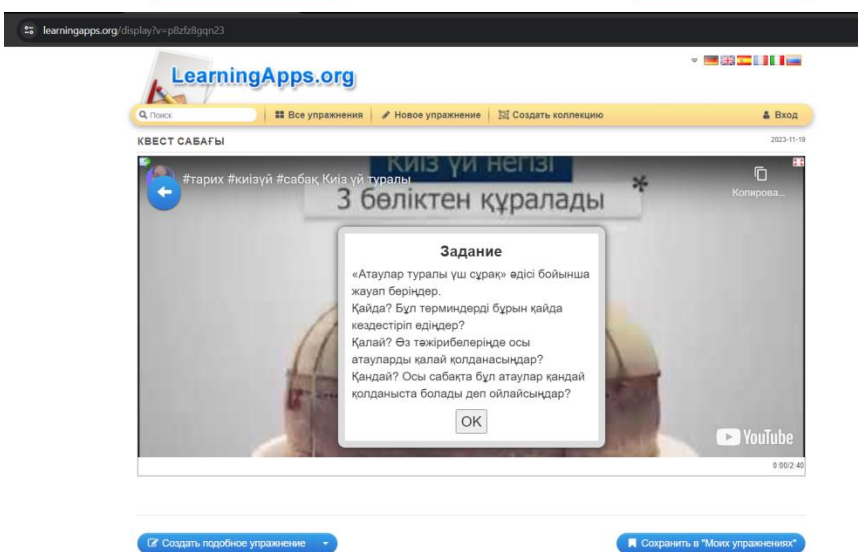 learningapps.org/display?v=p8zfz8gqn23
LearningApps.org
Поиск
Все упражнения
Новое упражнение
Создать коллекцию
Вход
КВЕСТ САБАҒЫ
2023-11-19
Киіз үй негізі
#тарих #киізүй #сабақ Киіз үй туралы
Копирова...
3 бөліктен құралады *
Задание
«Атаулар туралы үш сұрақ» әдісі бойынша
жауап беріңдер.
Қайда? Бұл терминдерді бұрын қайда
кездестіріп едіңдер?
Қалай? Өз тәжірибелеріңде осы
атауларды қалай қолданасыңдар?
Қандай? Осы сабақта бұл атаулар қандай
қолданыста болады деп ойлайсыңдар?
OK
YouTube
0:00/2:40
Создать подобное упражнение
Сохранить в "Моих упражнениях"